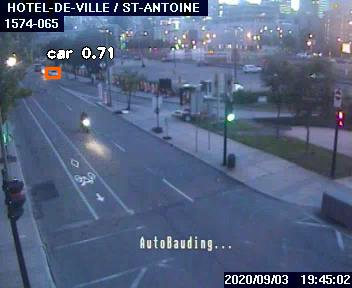 HOTEL-DE-VILLE / ST-ANTOINE
1574-065
car 0.71
AutoBauding...
2020/09/03 19:45:02